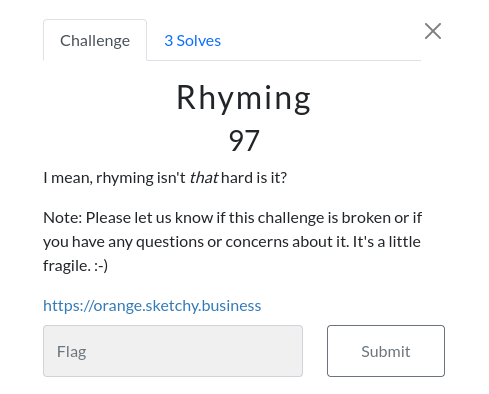 Challenge
3 Solves
Rhyming
97
I mean, rhyming isn't that hard is it?
Note: Please let us know if this challenge is broken or if
you have any questions or concerns about it. It's a little
fragile. :-)
https://orange.sketchy.business
Flag
Submit